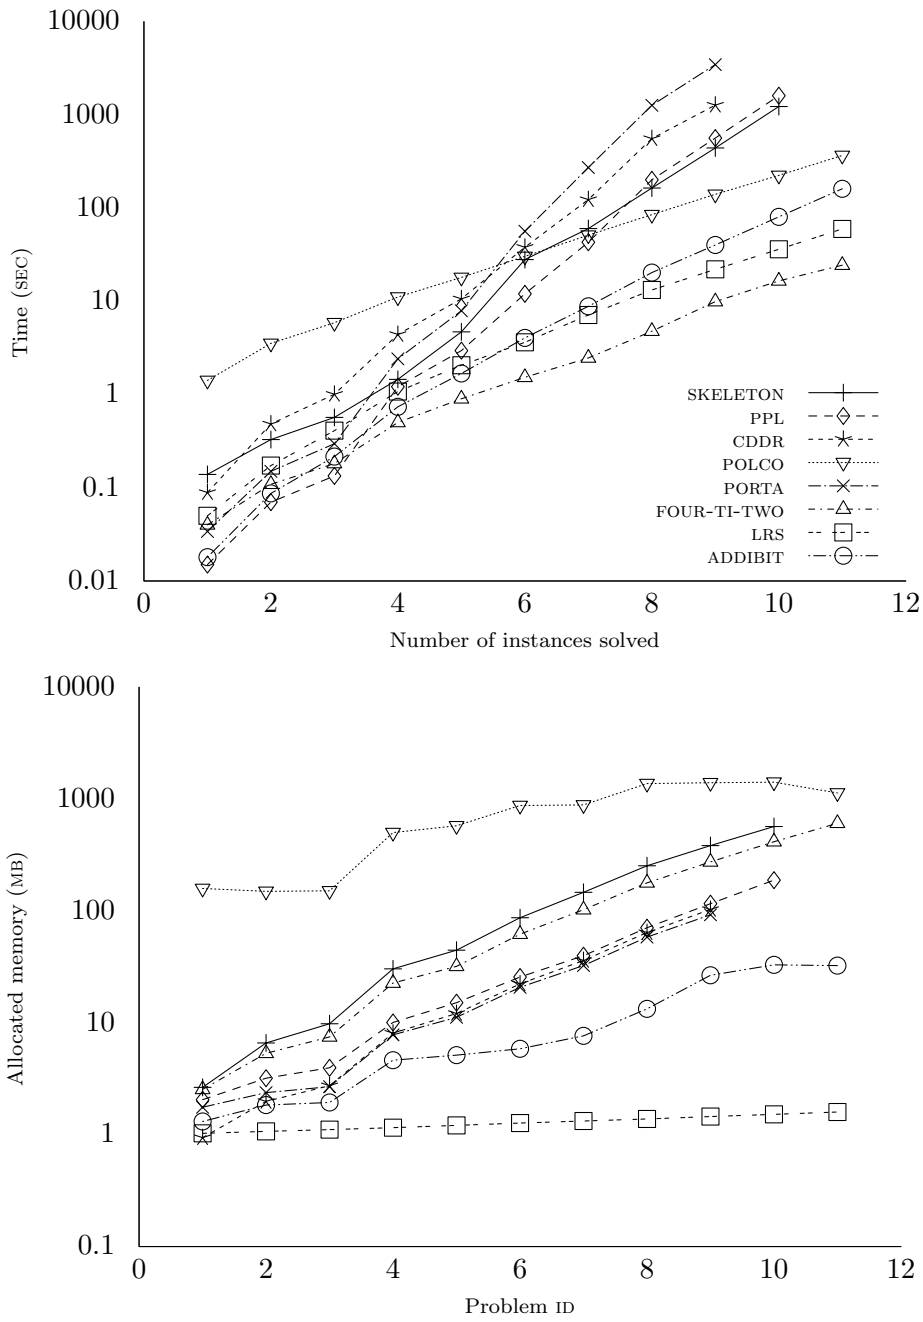 10000
1000
100
10
1
0.1
0.01
Time (SEC)
SKELETON
PPL
CDDR
POLCO
PORTA
FOUR-TI-TWO
LRS
ADDIBIT
0 2 4 6 8 10 12
Number of instances solved
10000
1000
100
10
1
0.1
Allocated memory (MB)
0 2 4 6 8 10 12
Problem ID